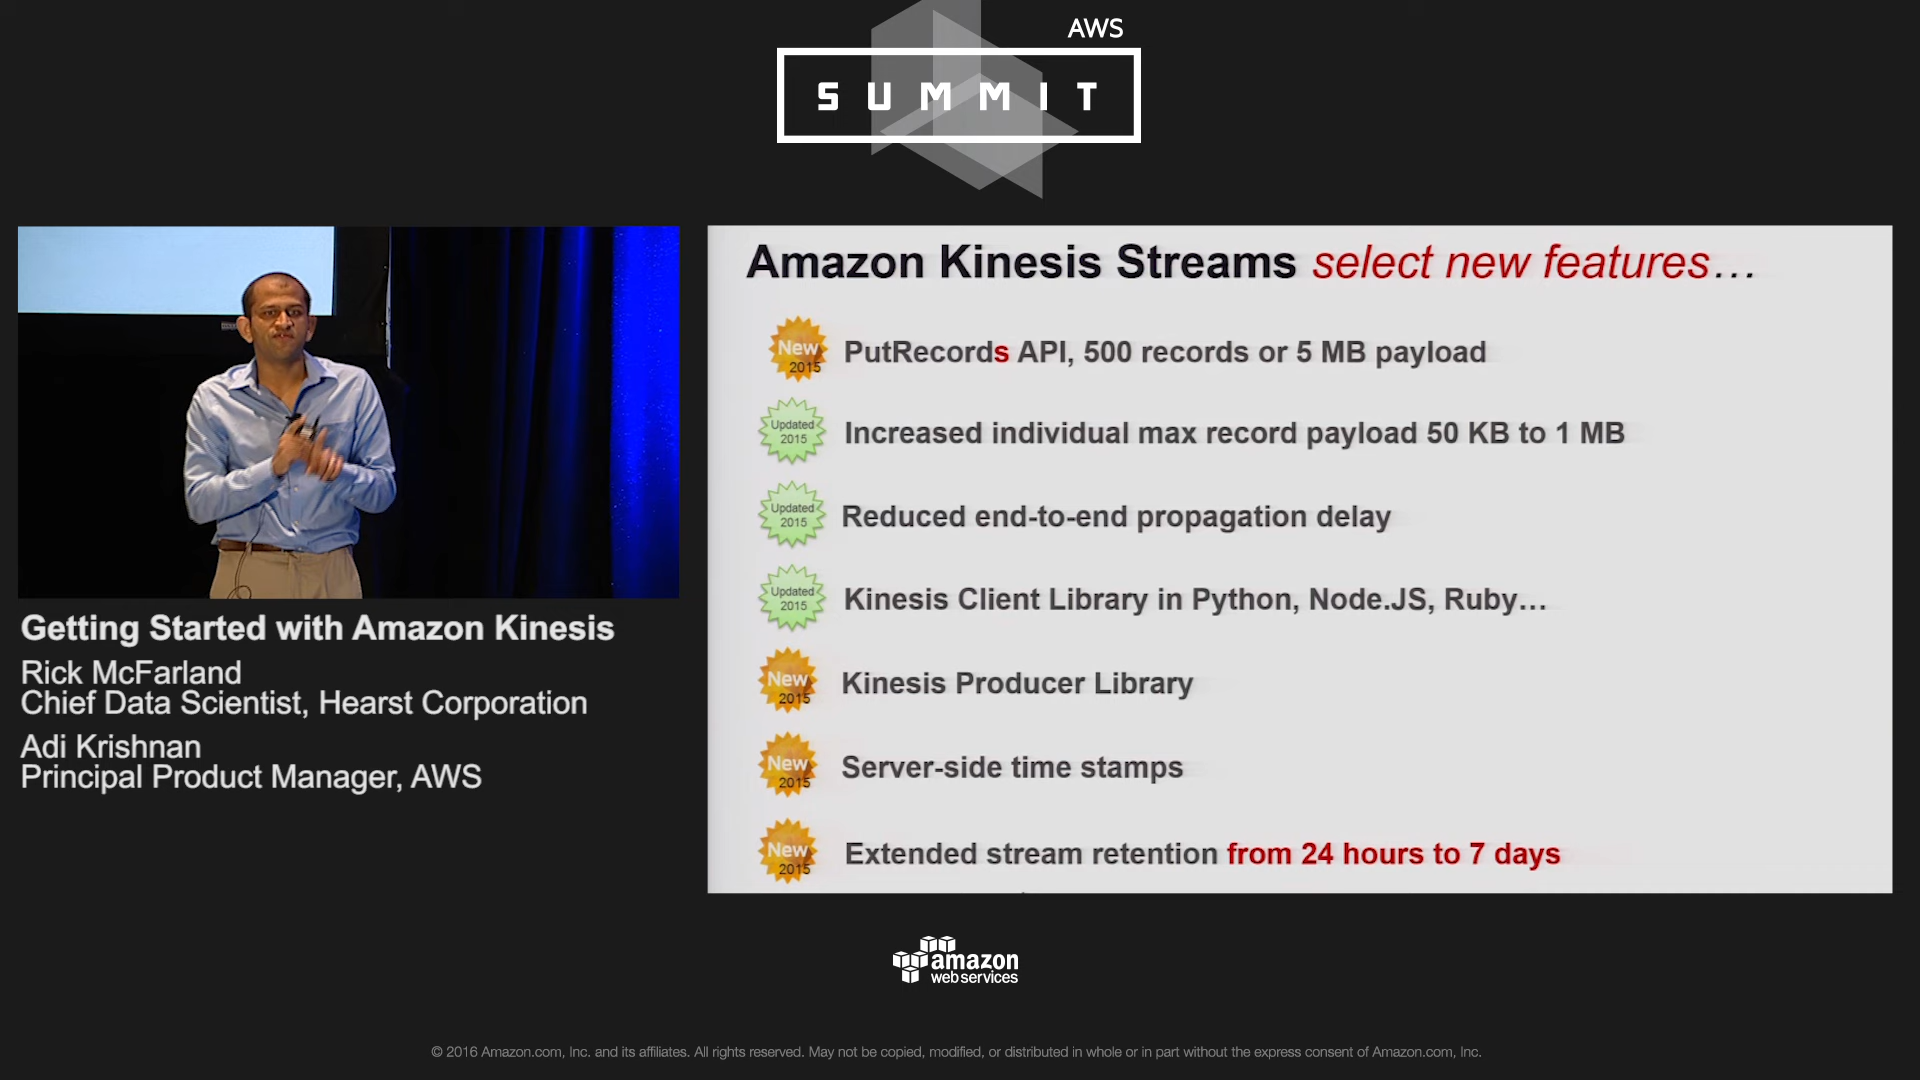 AWS
SUMMIT
Amazon Kinesis Streams select new features...
New
2015
PutRecords API, 500 records or 5 MB payload
Updated
2015
Increased individual max record payload 50 KB to 1 MB
Updated
2015
Reduced end-to-end propagation delay
Updated
2015
Kinesis Client Library in Python, Node.JS, Ruby...
New
2015
Kinesis Producer Library
New
2015
Server-side time stamps
New
2015
Extended stream retention from 24 hours to 7 days
Getting Started with Amazon Kinesis
Rick McFarland
Chief Data Scientist, Hearst Corporation
Adi Krishnan
Principal Product Manager, AWS
amazon
web services
© 2016 Amazon.com, Inc. and its affiliates. All rights reserved. May not be copied, modified, or distributed in whole or in part without the express consent of Amazon.com, Inc.